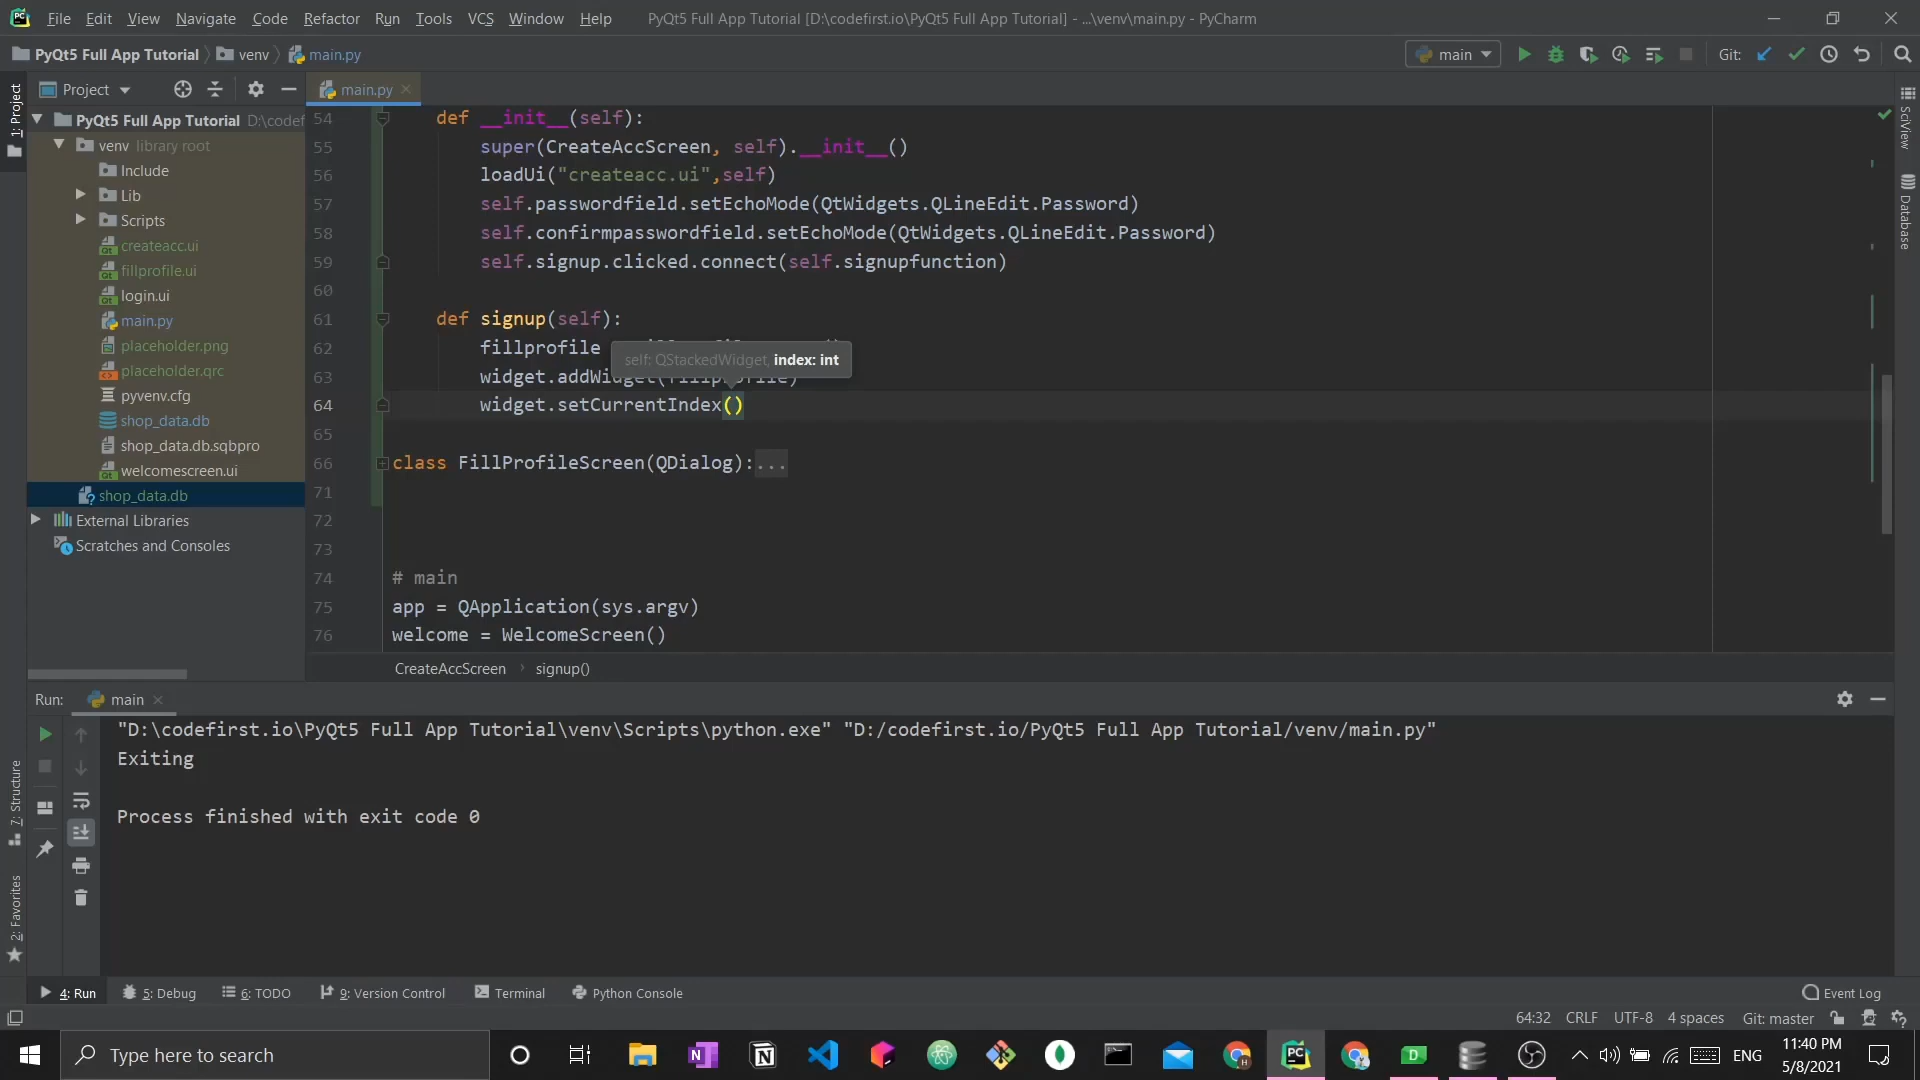 File Edit View Navigate Code Refactor Run Tools VCS Window Help PyQt5 Full App Tutorial [D:\codefirst.io\PyQt5 Full App Tutorial] - ...\venv\main.py - PyCharm
PyQt5 Full App Tutorial venv main.py main Git:
Project main.py
1: Project
SciView
Database
PyQt5 Full App Tutorial D:\codef
venv library root
Include
Lib
Scripts
createacc.ui
fillprofile.ui
login.ui
main.py
placeholder.png
placeholder.qrc
pyvenv.cfg
shop_data.db
shop_data.db.sqbpro
welcomescreen.ui
shop_data.db
External Libraries
Scratches and Consoles
54 def __init__(self):
55 super(CreateAccScreen, self).__init__()
56 loadUi("createacc.ui",self)
57 self.passwordfield.setEchoMode(QtWidgets.QLineEdit.Password)
58 self.confirmpasswordfield.setEchoMode(QtWidgets.QLineEdit.Password)
59 self.signup.clicked.connect(self.signupfunction)
60
61 def signup(self):
62 fillprofile
self: QStackedWidget, index: int
63 widget.addWidget(fillprofile)
64 widget.setCurrentIndex()
65
66 class FillProfileScreen(QDialog):...
71
72
73
74 # main
75 app = QApplication(sys.argv)
76 welcome = WelcomeScreen()
CreateAccScreen signup()
Run: main
"D:\codefirst.io\PyQt5 Full App Tutorial\venv\Scripts\python.exe" "D:/codefirst.io/PyQt5 Full App Tutorial/venv/main.py"
Exiting
Process finished with exit code 0
7: Structure
2: Favorites
4: Run 5: Debug 6: TODO 9: Version Control Terminal Python Console Event Log
64:32 CRLF UTF-8 4 spaces Git: master
Type here to search
ENG 11:40 PM
5/8/2021